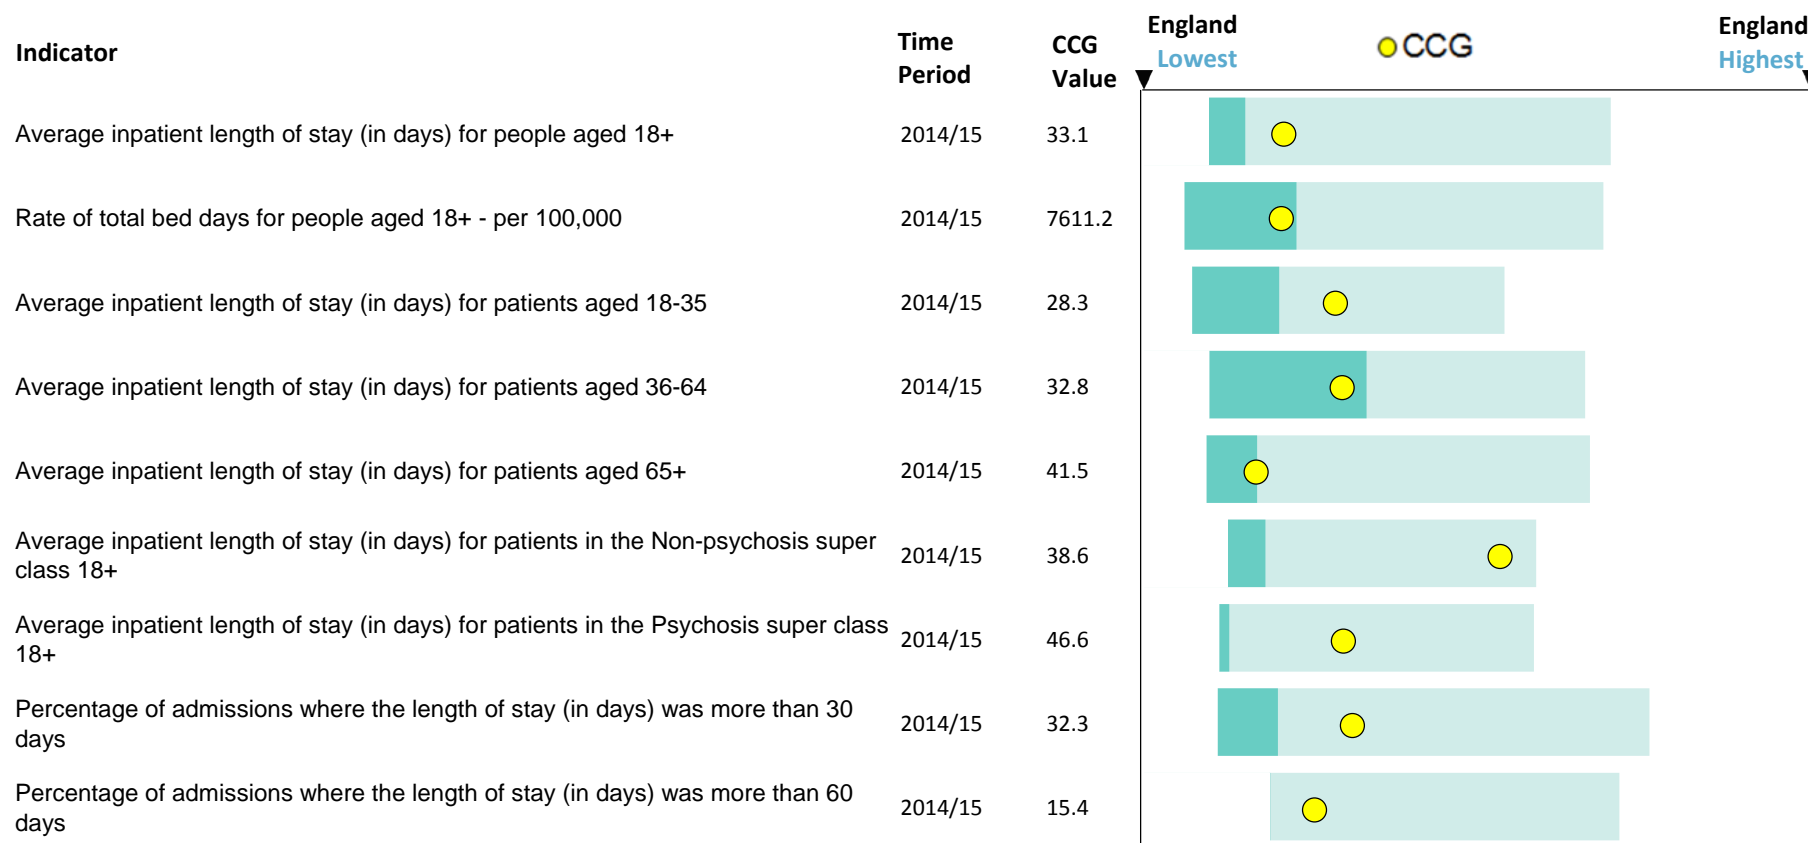 Indicator
Time
Period
CCG
Value
England
Lowest
CCG
England
Highest
Average inpatient length of stay (in days) for people aged 18+ 2014/15 33.1
Rate of total bed days for people aged 18+ - per 100,000 2014/15 7611.2
Average inpatient length of stay (in days) for patients aged 18-35 2014/15 28.3
Average inpatient length of stay (in days) for patients aged 36-64 2014/15 32.8
Average inpatient length of stay (in days) for patients aged 65+ 2014/15 41.5
Average inpatient length of stay (in days) for patients in the Non-psychosis super
class 18+
2014/15 38.6
Average inpatient length of stay (in days) for patients in the Psychosis super class
18+
2014/15 46.6
Percentage of admissions where the length of stay (in days) was more than 30
days
2014/15 32.3
Percentage of admissions where the length of stay (in days) was more than 60
days
2014/15 15.4